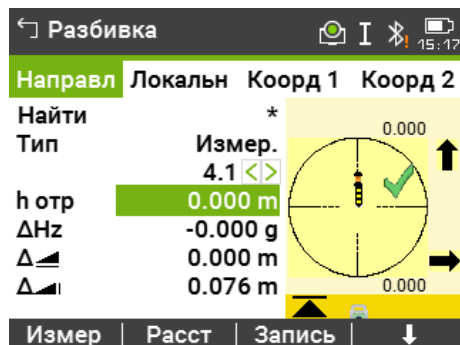 Разбивка
I
15:17
Направл Локальн Коорд 1 Коорд 2
Найти *
Тип Измер.
4.1 < >
h отр 0.000 m
ΔHz -0.000 g
Δ 0.000 m
Δ 0.076 m
0.000
0.000
Измер | Расст | Запись |